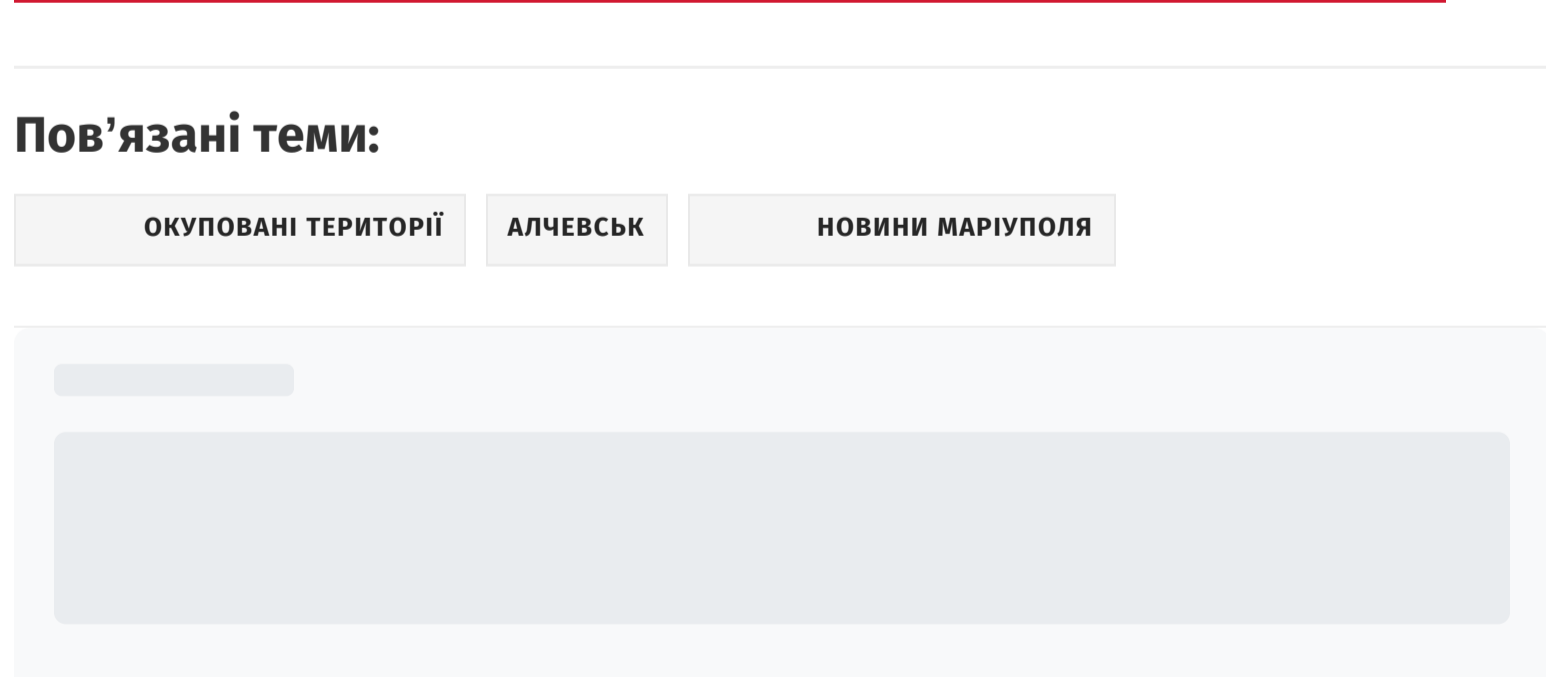 Пов’язані теми:
ОКУПОВАНІ ТЕРИТОРІЇ АЛЧЕВСЬК НОВИНИ МАРІУПОЛЯ